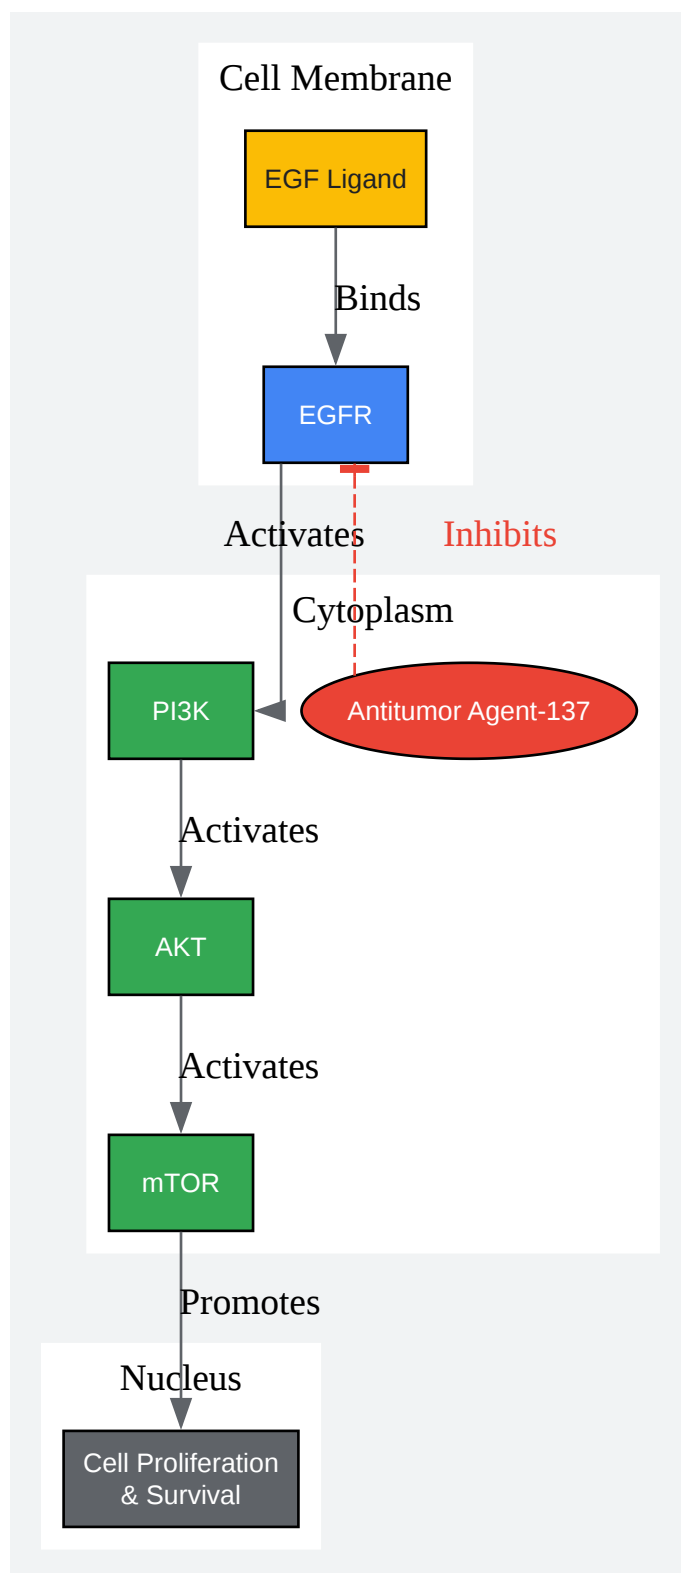 Cell Membrane
EGF Ligand
Binds
EGFR
Activates
Inhibits
Cytoplasm
PI3K
Antitumor Agent-137
Activates
AKT
Activates
mTOR
Promotes
Nucleus
Cell Proliferation
& Survival